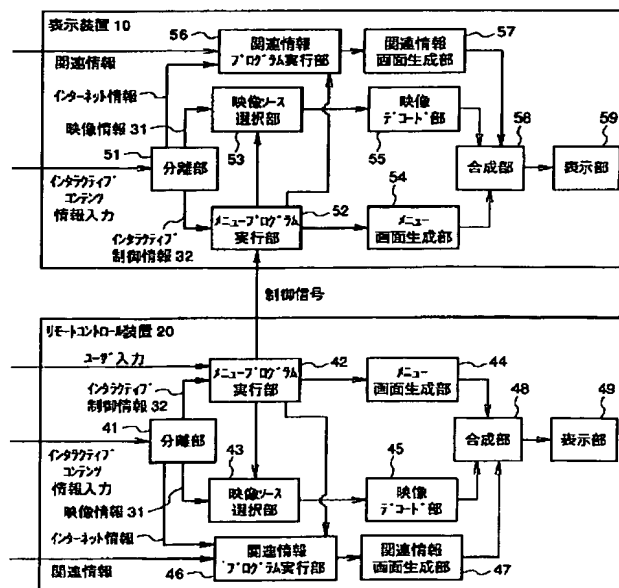 表示装置 10
56
関連情報
プログラム実行部
関連情報
画面生成部
57
関連情報
インターネット情報
映像情報 31
映像ソース
選択部
53
映像
デコード部
55
58
合成部
59
表示部
51
分離部
インタラクティブ
コンテンツ
情報入力
54
メニュープログラム
実行部
52
メニュー
画面生成部
インタラクティブ
制御情報 32
制御信号
リモートコントロール装置 20
ユーザ入力
メニュープログラム
実行部
42
メニュー
画面生成部
44
インタラクティブ
制御情報 32
41
分離部
48
合成部
49
表示部
インタラクティブ
コンテンツ
情報入力
43
映像ソース
選択部
45
映像
デコード部
映像情報 31
インターネット情報
関連情報
46
関連情報
プログラム実行部
関連情報
画面生成部
47